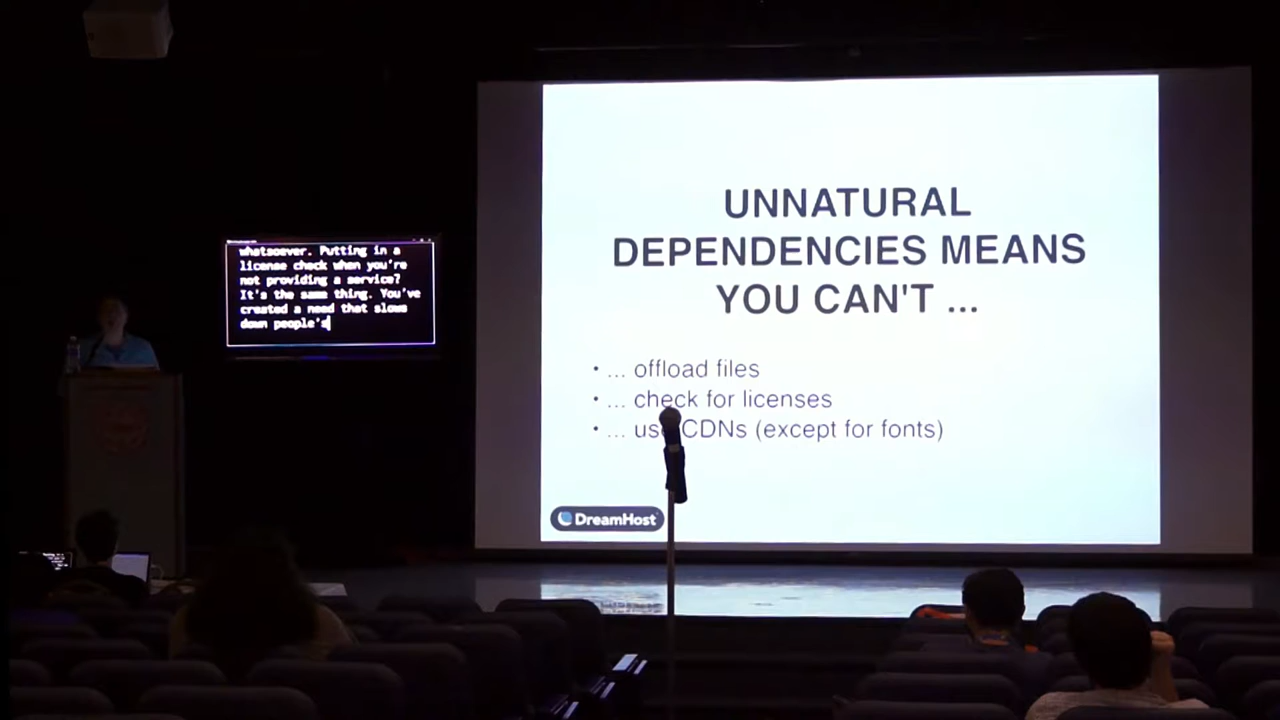 whatsoever. Putting in a
license check when you're
not providing a service?
It's the same thing. You've
created a need that slows
down people's
UNNATURAL
DEPENDENCIES MEANS
YOU CAN'T ...
• ... offload files
• ... check for licenses
• ... use CDNs (except for fonts)
DreamHost